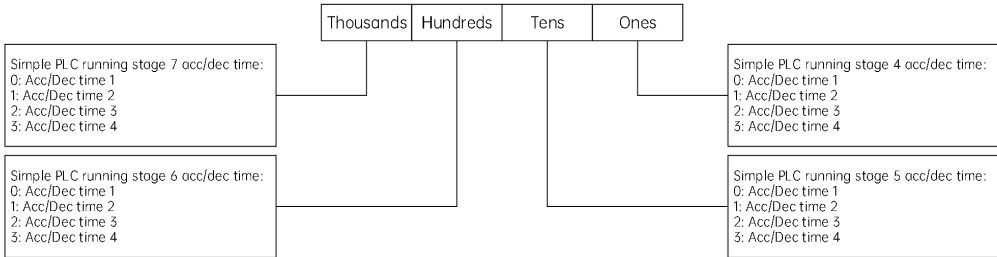 Thousands Hundreds Tens Ones
Simple PLC running stage 7 acc/dec time:
0: Acc/Dec time 1
1: Acc/Dec time 2
2: Acc/Dec time 3
3: Acc/Dec time 4
Simple PLC running stage 4 acc/dec time:
0: Acc/Dec time 1
1: Acc/Dec time 2
2: Acc/Dec time 3
3: Acc/Dec time 4
Simple PLC running stage 6 acc/dec time:
0: Acc/Dec time 1
1: Acc/Dec time 2
2: Acc/Dec time 3
3: Acc/Dec time 4
Simple PLC running stage 5 acc/dec time:
0: Acc/Dec time 1
1: Acc/Dec time 2
2: Acc/Dec time 3
3: Acc/Dec time 4